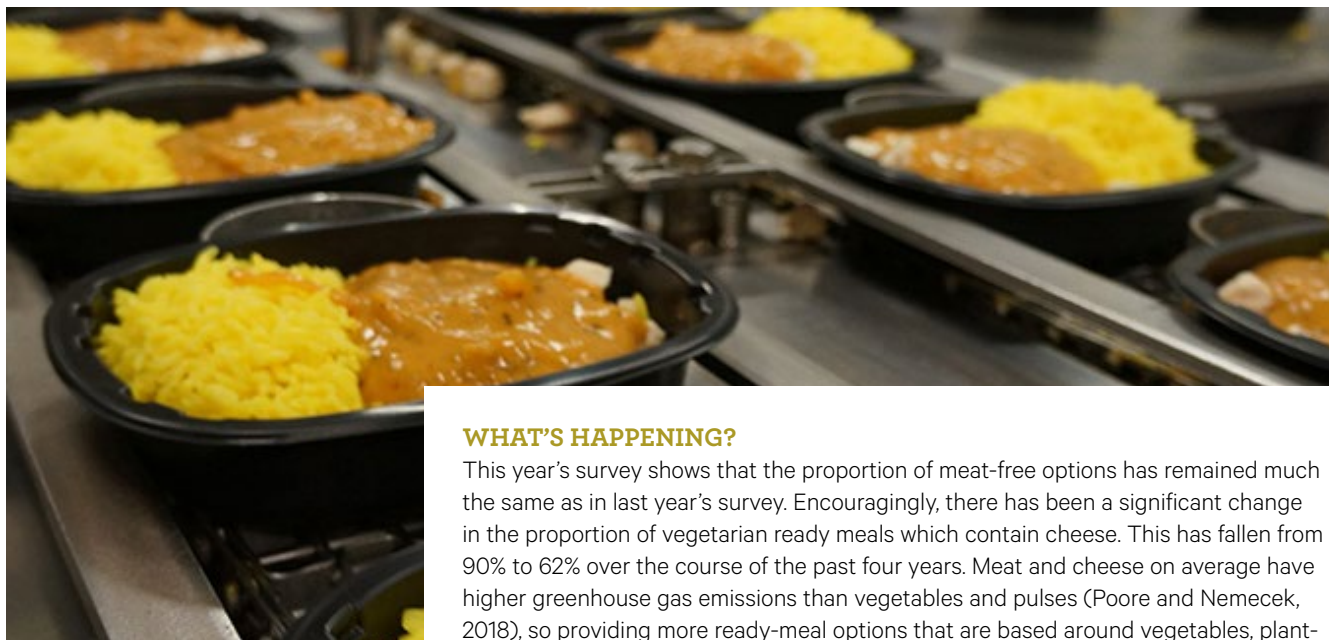 WHAT'S HAPPENING?
This year's survey shows that the proportion of meat-free options has remained much
the same as in last year's survey. Encouragingly, there has been a significant change
in the proportion of vegetarian ready meals which contain cheese. This has fallen from
90% to 62% over the course of the past four years. Meat and cheese on average have
higher greenhouse gas emissions than vegetables and pulses (Poore and Nemecek,
2018), so providing more ready-meal options that are based around vegetables, plant-